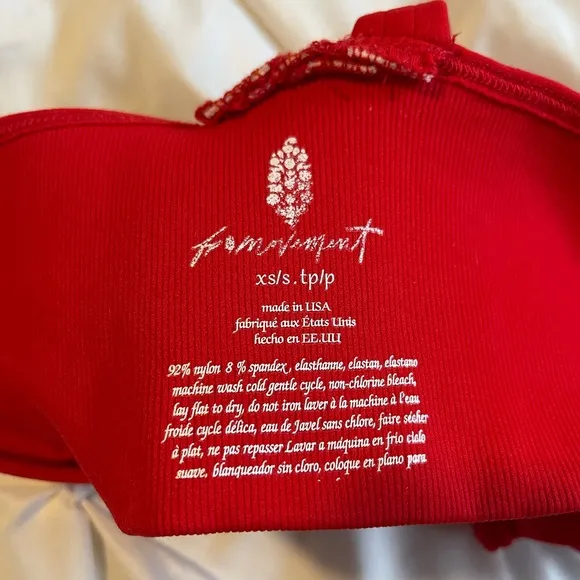 fp movement
xs/s . tp/p
made in USA
fabriqué aux États Unis
hecho en EE.UU
92% nylon 8 % spandex, elasthanne, elastan, elastano
machine wash cold gentle cycle, non-chlorine bleach,
lay flat to dry, do not iron laver à la machine à l'eau
froide cycle délica, eau de Javel sans chlore, faire sécher
à plat, ne pas repasser Lavar a máquina en frio ciclo
suave, blanqueador sin cloro, coloque en plano para